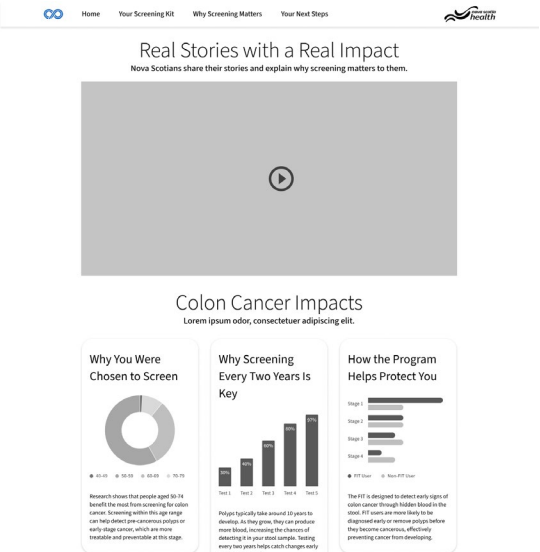 Home Your Screening Kit Why Screening Matters Your Next Steps
nova scotia
health
Real Stories with a Real Impact
Nova Scotians share their stories and explain why screening matters to them.
Colon Cancer Impacts
Lorem ipsum odor, consectetuer adipiscing elit.
Why You Were
Chosen to Screen
50-59 60-69 70-75
Research shows that people aged 50-74
benefit the most from screening for colon
cancer. Screening within this age range
can help detect pre-cancerous polyps or
early-stage cancer, which are more
treatable and preventable at this stage.
Why Screening
Every Two Years Is
Key
60%
80%
97%
Test 1 Test 2 Test 3 Test 4 Test 5
Polyps typically take around 10 years to
develop. As they grow, they can produce
more blood, increasing the chances of
detecting it in your stool sample. Testing
every two years helps catch changes early
How the Program
Helps Protect You
Stage 1
Stage 2
Stage 3
Stage 4
FIT User Non-FIT User
The FIT is designed to detect early signs of
colon cancer through hidden blood in the
stool. FIT users are more likely to be
diagnosed early or remove polyps before
they become cancerous, effectively
preventing cancer from developing.